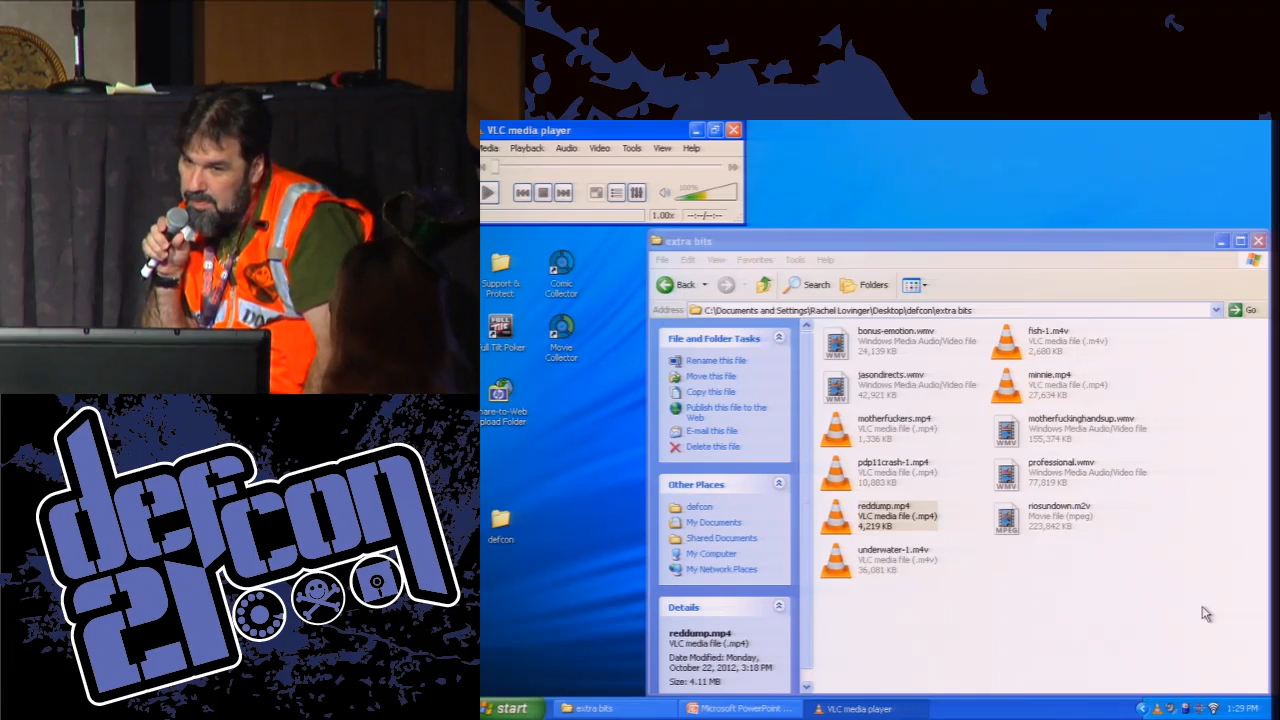 VLC media player
Playback Audio Video Tools View Help
100%
1.00x --:--/--:--
Support & Protect
Comic Collector
Full Tilt Poker
Movie Collector
defcon
extra bits
File Edit View Favorites Tools Help
Back Search Folders
Address C:\Documents and Settings\Rachel Lovinger\Desktop\defcon\extra bits Go
File and Folder Tasks
Rename this file
Move this file
Copy this file
Publish this file to the Web
E-mail this file
Delete this file
Other Places
defcon
My Documents
Shared Documents
My Computer
My Network Places
Details
reddump.mp4
VLC media file (.mp4)
Date Modified: Monday, October 22, 2012, 3:18 PM
Size: 4.11 MB
bonus-emotion.wmv
Windows Media Audio/Video file
24,139 KB
fish-1.m4v
VLC media file (.m4v)
2,680 KB
jasondirects.wmv
Windows Media Audio/Video file
42,921 KB
minnie.mp4
VLC media file (.mp4)
27,634 KB
motherfuckers.mp4
VLC media file (.mp4)
1,336 KB
motherfuckinghandsup.wmv
Windows Media Audio/Video file
155,374 KB
pdp11crash-1.mp4
VLC media file (.mp4)
10,883 KB
professional.wmv
Windows Media Audio/Video file
77,819 KB
reddump.mp4
VLC media file (.mp4)
4,219 KB
riosundown.m2v
Movie file (mpeg)
223,842 KB
underwater-1.m4v
VLC media file (.m4v)
36,081 KB
start extra bits Microsoft PowerPoint ... VLC media player 1:29 PM
defcon
21